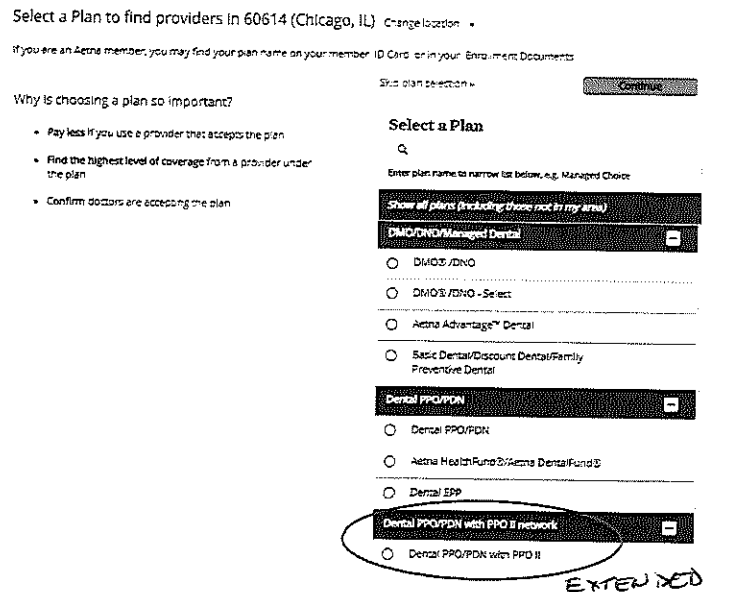 Select a Plan to find providers in 60614 (Chicago, IL) Change location
If you are an Aetna member, you may find your plan name on your member ID Card or in your Enrollment Documents
Skip plan selection »
Continue
Why is choosing a plan so important?
• Pay less if you use a provider that accepts the plan
• Find the highest level of coverage from a provider under
the plan
• Confirm doctors are accepting the plan
Select a Plan
Enter plan name to narrow list below, e.g. Managed Choice
Show all plans (including those not in my area)
DMO/DNO/Managed Dental
DMO® /DNO
DMO® /DNO - Select
Aetna Advantage™ Dental
Basic Dental/Discount Dental/Family
Preventive Dental
Dental PPO/PDN
Dental PPO/PDN
Aetna HealthFund®/Aetna DentalFund®
Dental EPP
Dental PPO/PDN with PPO II network
Dental PPO/PDN with PPO II
EXTENDED